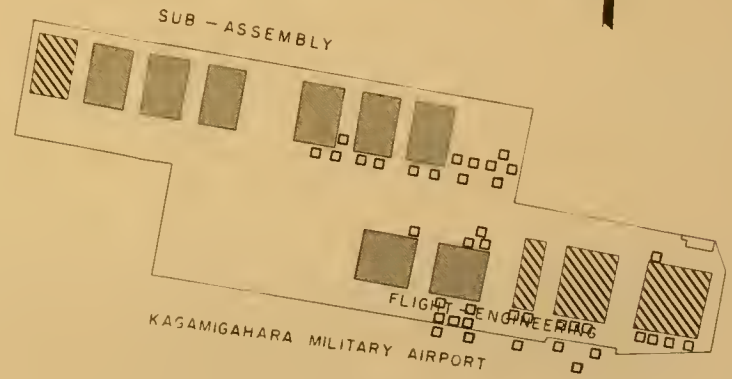 SUB-ASSEMBLY
FLIGHT-ENGINEERING
KAGAMIGAHARA MILITARY AIRPORT